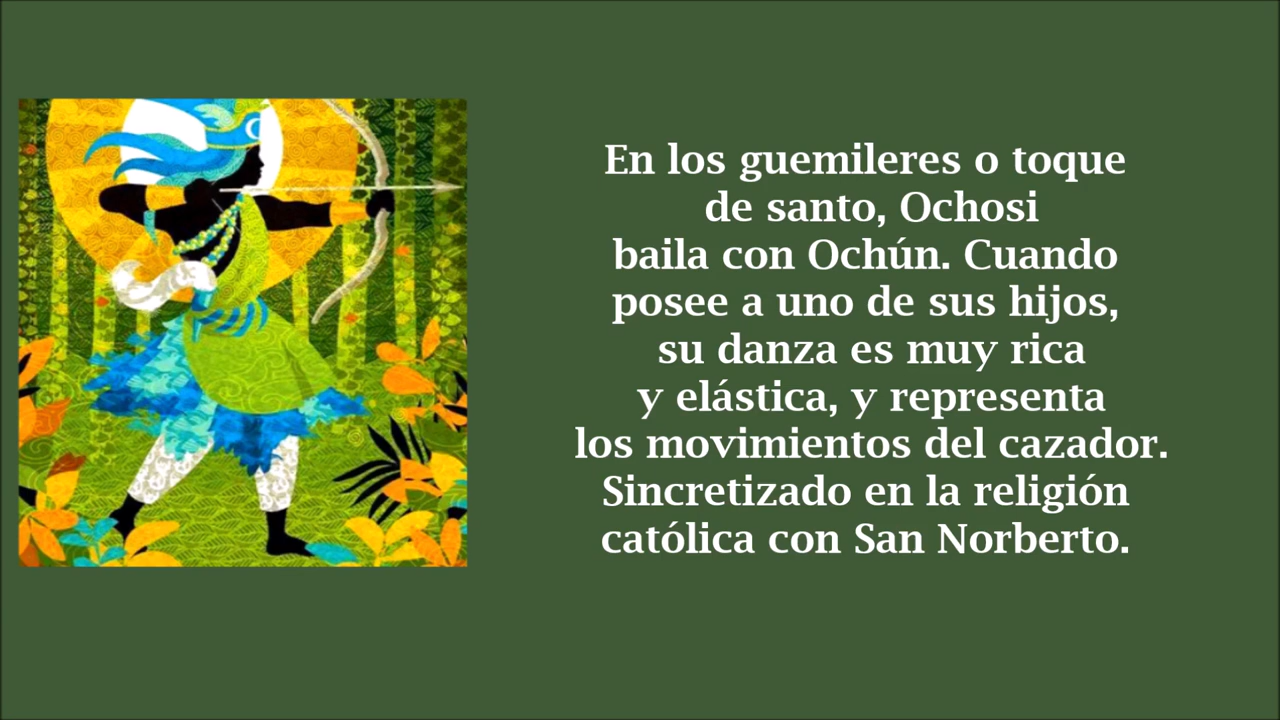 En los guemileres o toque
de santo, Ochosi
baila con Ochún. Cuando
posee a uno de sus hijos,
su danza es muy rica
y elástica, y representa
los movimientos del cazador.
Sincretizado en la religión
católica con San Norberto.